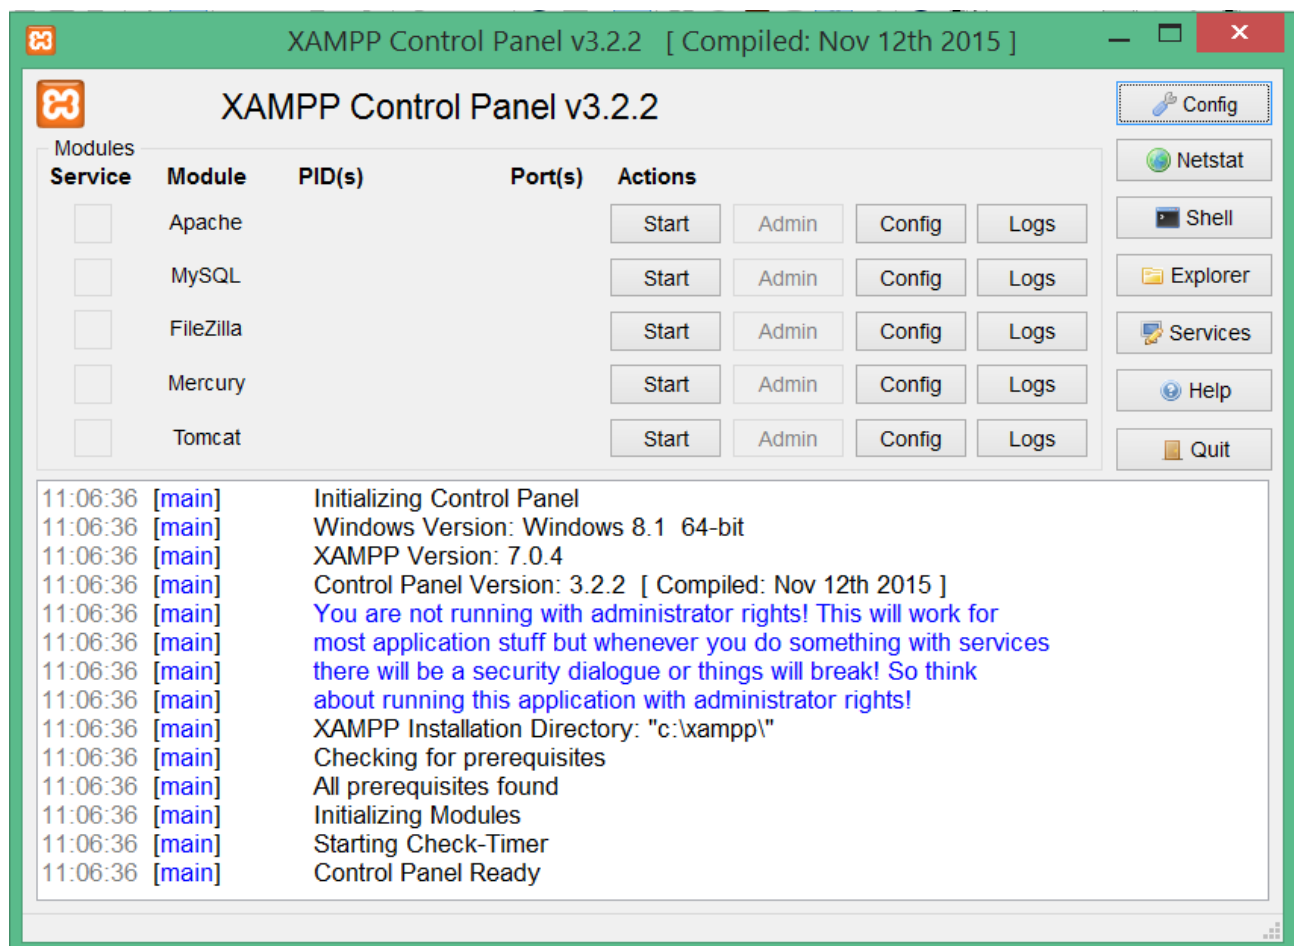 XAMPP Control Panel v3.2.2   [ Compiled: Nov 12th 2015 ]
XAMPP Control Panel v3.2.2
Config
Modules
Netstat
Service Module PID(s) Port(s) Actions
Apache Start Admin Config Logs
Shell
MySQL Start Admin Config Logs
Explorer
FileZilla Start Admin Config Logs
Services
Mercury Start Admin Config Logs
Help
Tomcat Start Admin Config Logs
Quit
11:06:36 [main] Initializing Control Panel
11:06:36 [main] Windows Version: Windows 8.1  64-bit
11:06:36 [main] XAMPP Version: 7.0.4
11:06:36 [main] Control Panel Version: 3.2.2  [ Compiled: Nov 12th 2015 ]
11:06:36 [main] You are not running with administrator rights! This will work for
11:06:36 [main] most application stuff but whenever you do something with services
11:06:36 [main] there will be a security dialogue or things will break! So think
11:06:36 [main] about running this application with administrator rights!
11:06:36 [main] XAMPP Installation Directory: "c:\xampp\"
11:06:36 [main] Checking for prerequisites
11:06:36 [main] All prerequisites found
11:06:36 [main] Initializing Modules
11:06:36 [main] Starting Check-Timer
11:06:36 [main] Control Panel Ready